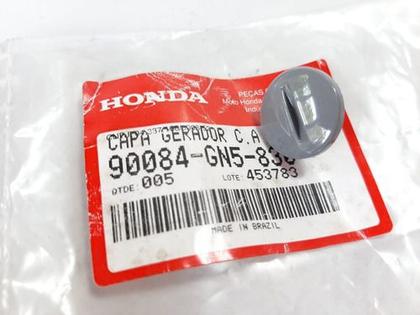 HONDA
PEÇAS
Moto Honda
CAPA GERADOR C.A
90084-GN5-830
QTDE: 005 LOTE: 453783
MADE IN BRAZIL